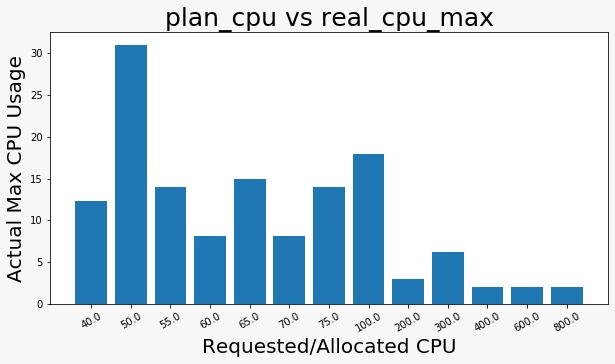 plan_cpu vs real_cpu_max
Actual Max CPU Usage
30
25
20
15
10
5
0
40.0 50.0 55.0 60.0 65.0 70.0 75.0 100.0 200.0 300.0 400.0 600.0 800.0
Requested/Allocated CPU